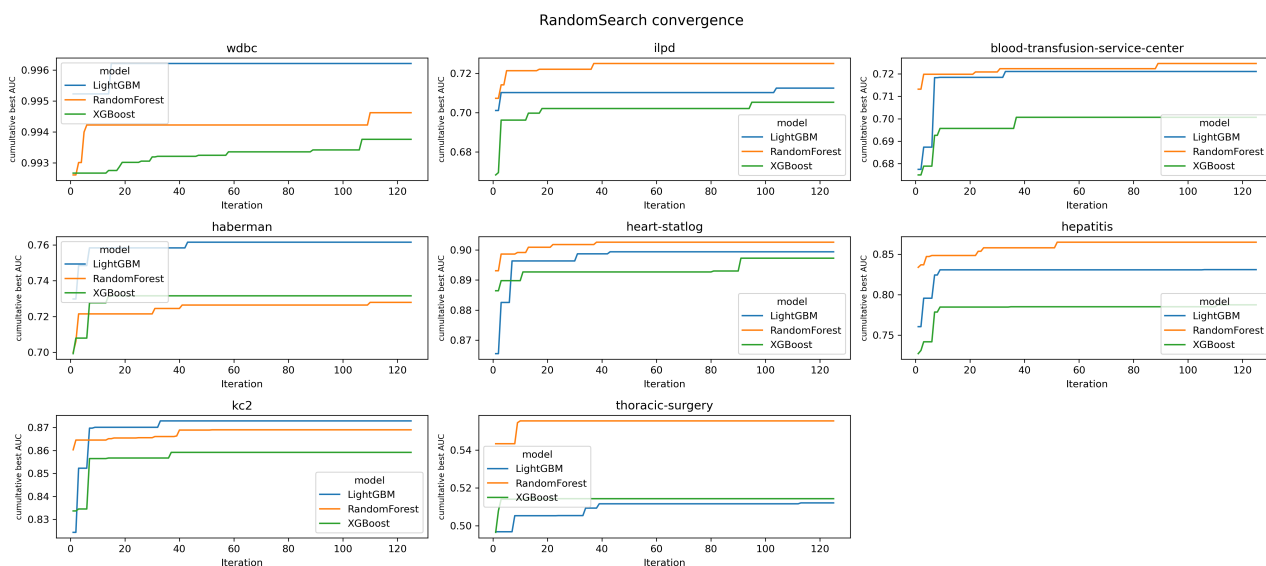 RandomSearch convergence
wdbc
cumultative best AUC
0.996
0.995
0.994
0.993
model
LightGBM
RandomForest
XGBoost
0 20 40 60 80 100 120
Iteration
ilpd
cumultative best AUC
0.72
0.70
0.68
model
LightGBM
RandomForest
XGBoost
0 20 40 60 80 100 120
Iteration
blood-transfusion-service-center
cumultative best AUC
0.72
0.71
0.70
0.69
0.68
model
LightGBM
RandomForest
XGBoost
0 20 40 60 80 100 120
Iteration
haberman
cumultative best AUC
0.76
0.74
0.72
0.70
model
LightGBM
RandomForest
XGBoost
0 20 40 60 80 100 120
Iteration
heart-statlog
cumultative best AUC
0.90
0.89
0.88
0.87
model
LightGBM
RandomForest
XGBoost
0 20 40 60 80 100 120
Iteration
hepatitis
cumultative best AUC
0.85
0.80
0.75
model
LightGBM
RandomForest
XGBoost
0 20 40 60 80 100 120
Iteration
kc2
cumultative best AUC
0.87
0.86
0.85
0.84
0.83
model
LightGBM
RandomForest
XGBoost
0 20 40 60 80 100 120
Iteration
thoracic-surgery
cumultative best AUC
0.54
0.52
0.50
model
LightGBM
RandomForest
XGBoost
0 20 40 60 80 100 120
Iteration